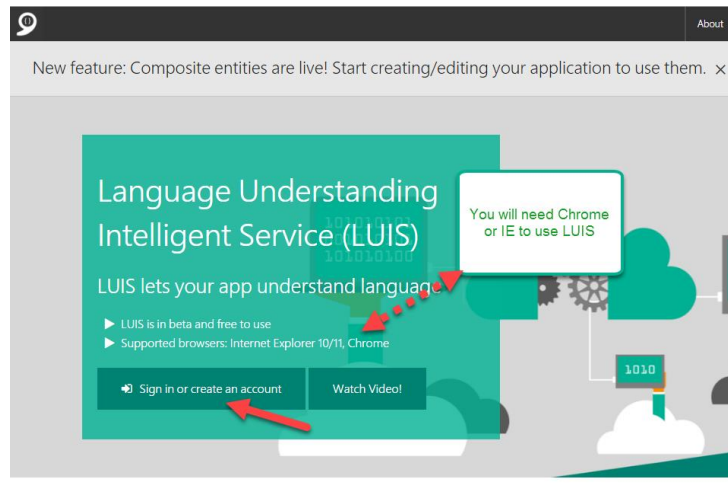 About
New feature: Composite entities are live! Start creating/editing your application to use them. ×
Language Understanding
Intelligent Service (LUIS)
LUIS lets your app understand language
LUIS is in beta and free to use
Supported browsers: Internet Explorer 10/11, Chrome
Sign in or create an account
Watch Video!
You will need Chrome
or IE to use LUIS
101010101
101010100
1010